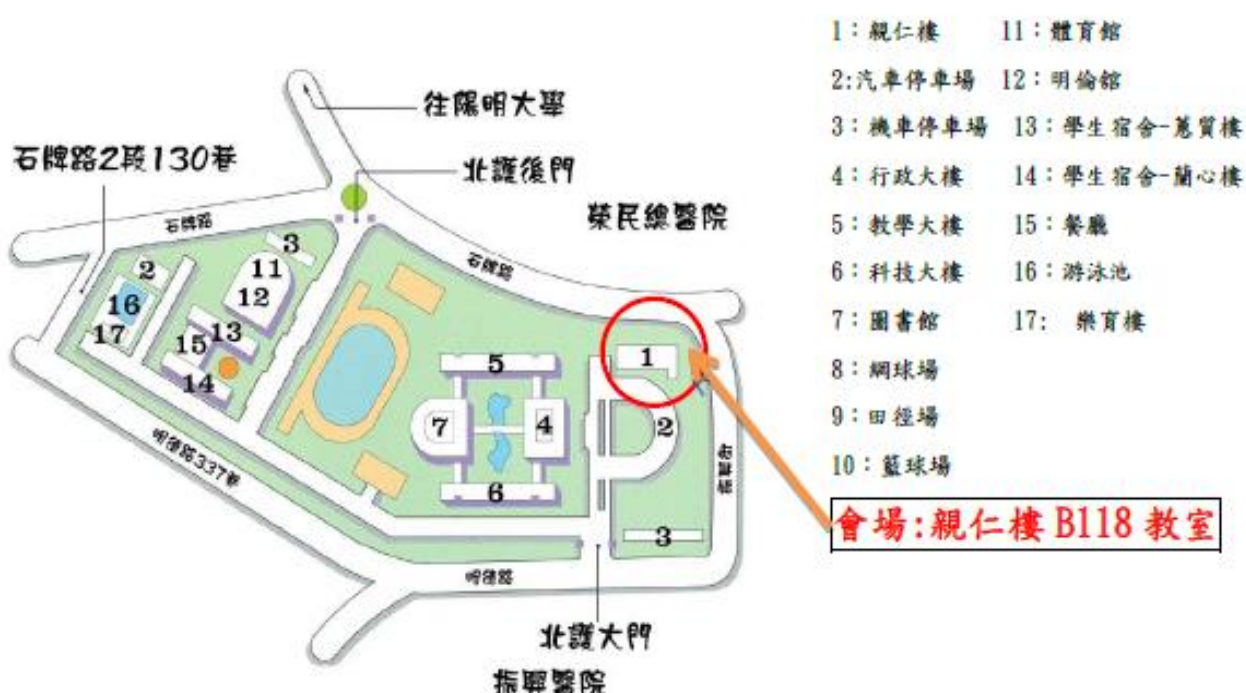 往陽明大學
石牌路2段130巷
北護後門
榮民總醫院
石牌路
石牌路
3
2
11
12
16
17
13
15
14
5
7
4
6
1
2
3
明德路337巷
明德路
振興街
北護大門
振興醫院
1：親仁樓 11：體育館
2:汽車停車場 12：明倫館
3：機車停車場 13：學生宿舍-蕙質樓
4：行政大樓 14：學生宿舍-蘭心樓
5：教學大樓 15：餐廳
6：科技大樓 16：游泳池
7：圖書館 17: 樂育樓
8：網球場
9：田徑場
10：籃球場
會場:親仁樓 B118 教室